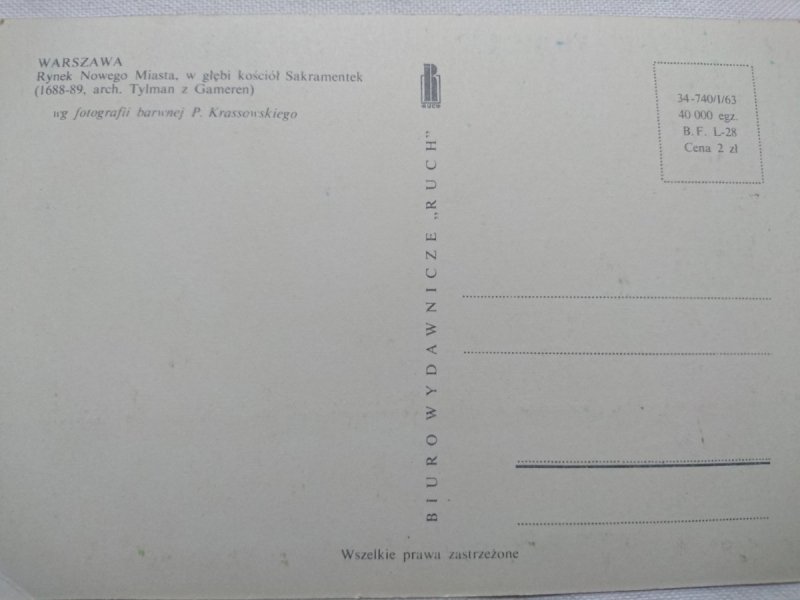 WARSZAWA
Rynek Nowego Miasta, w głębi kościół Sakramentek
(1688-89, arch. Tylman z Gameren)
wg fotografii barwnej P. Krassowskiego
RUCH
BIURO WYDAWNICZE „RUCH”
34-740/I/63
40 000 egz.
B. F. L-28
Cena 2 zł
Wszelkie prawa zastrzeżone